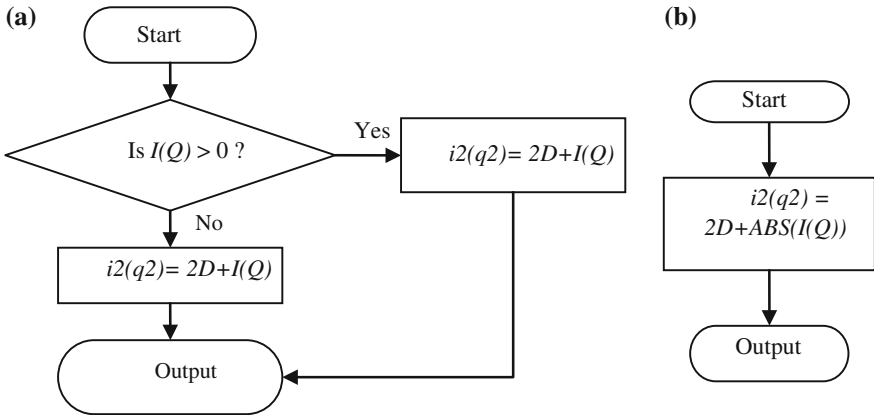 (a)
Start
Is I(Q) > 0 ?
Yes
i2(q2)= 2D+I(Q)
No
i2(q2)= 2D+I(Q)
Output
(b)
Start
i2(q2) =
2D+ABS(I(Q))
Output